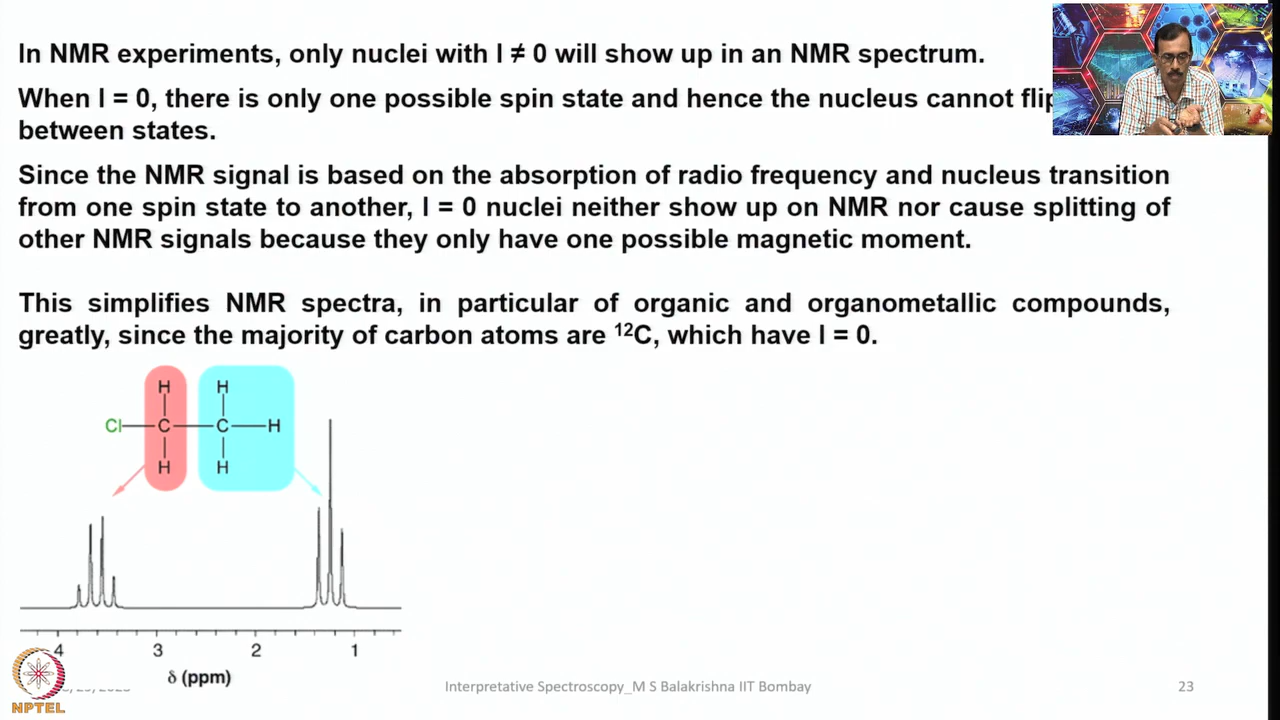 In NMR experiments, only nuclei with I ≠ 0 will show up in an NMR spectrum.
When I = 0, there is only one possible spin state and hence the nucleus cannot flip
between states.
Since the NMR signal is based on the absorption of radio frequency and nucleus transition
from one spin state to another, I = 0 nuclei neither show up on NMR nor cause splitting of
other NMR signals because they only have one possible magnetic moment.
This simplifies NMR spectra, in particular of organic and organometallic compounds,
greatly, since the majority of carbon atoms are ¹²C, which have I = 0.
H H
Cl C C H
H H
4 3 2 1
δ (ppm)
NPTEL
Interpretative Spectroscopy_M S Balakrishna IIT Bombay
23